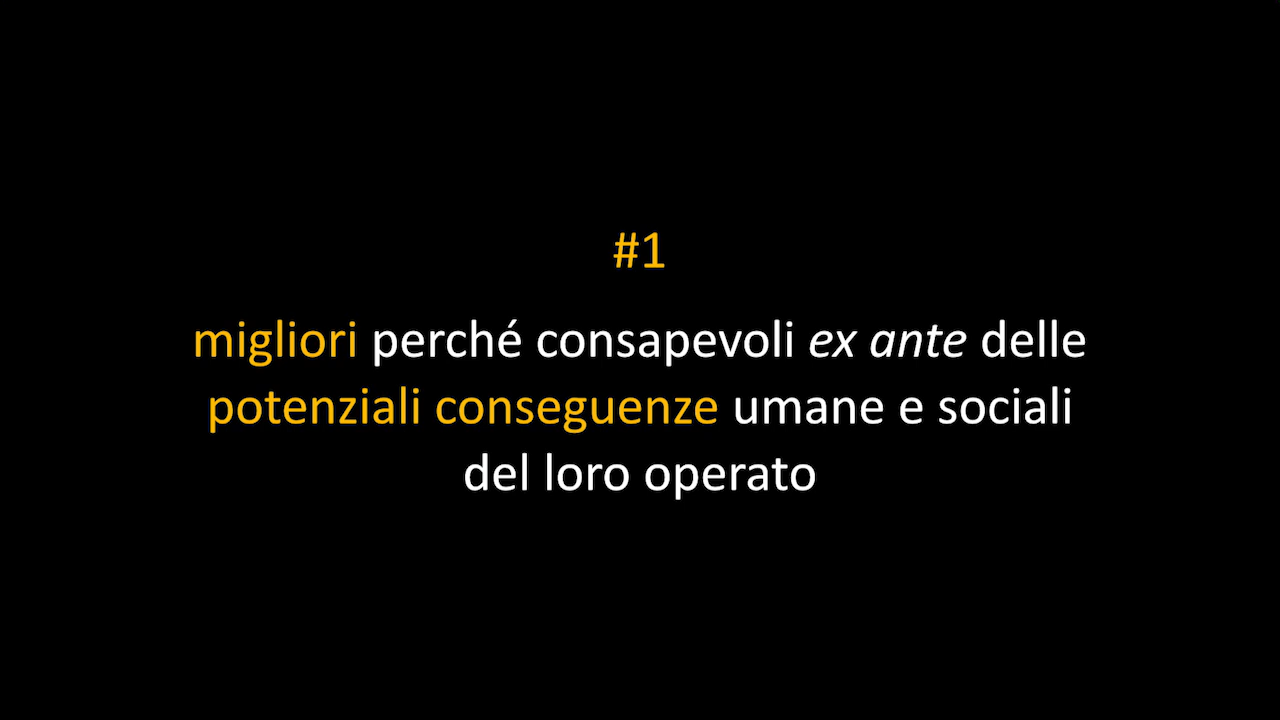 #1
migliori perché consapevoli ex ante delle
potenziali conseguenze umane e sociali
del loro operato